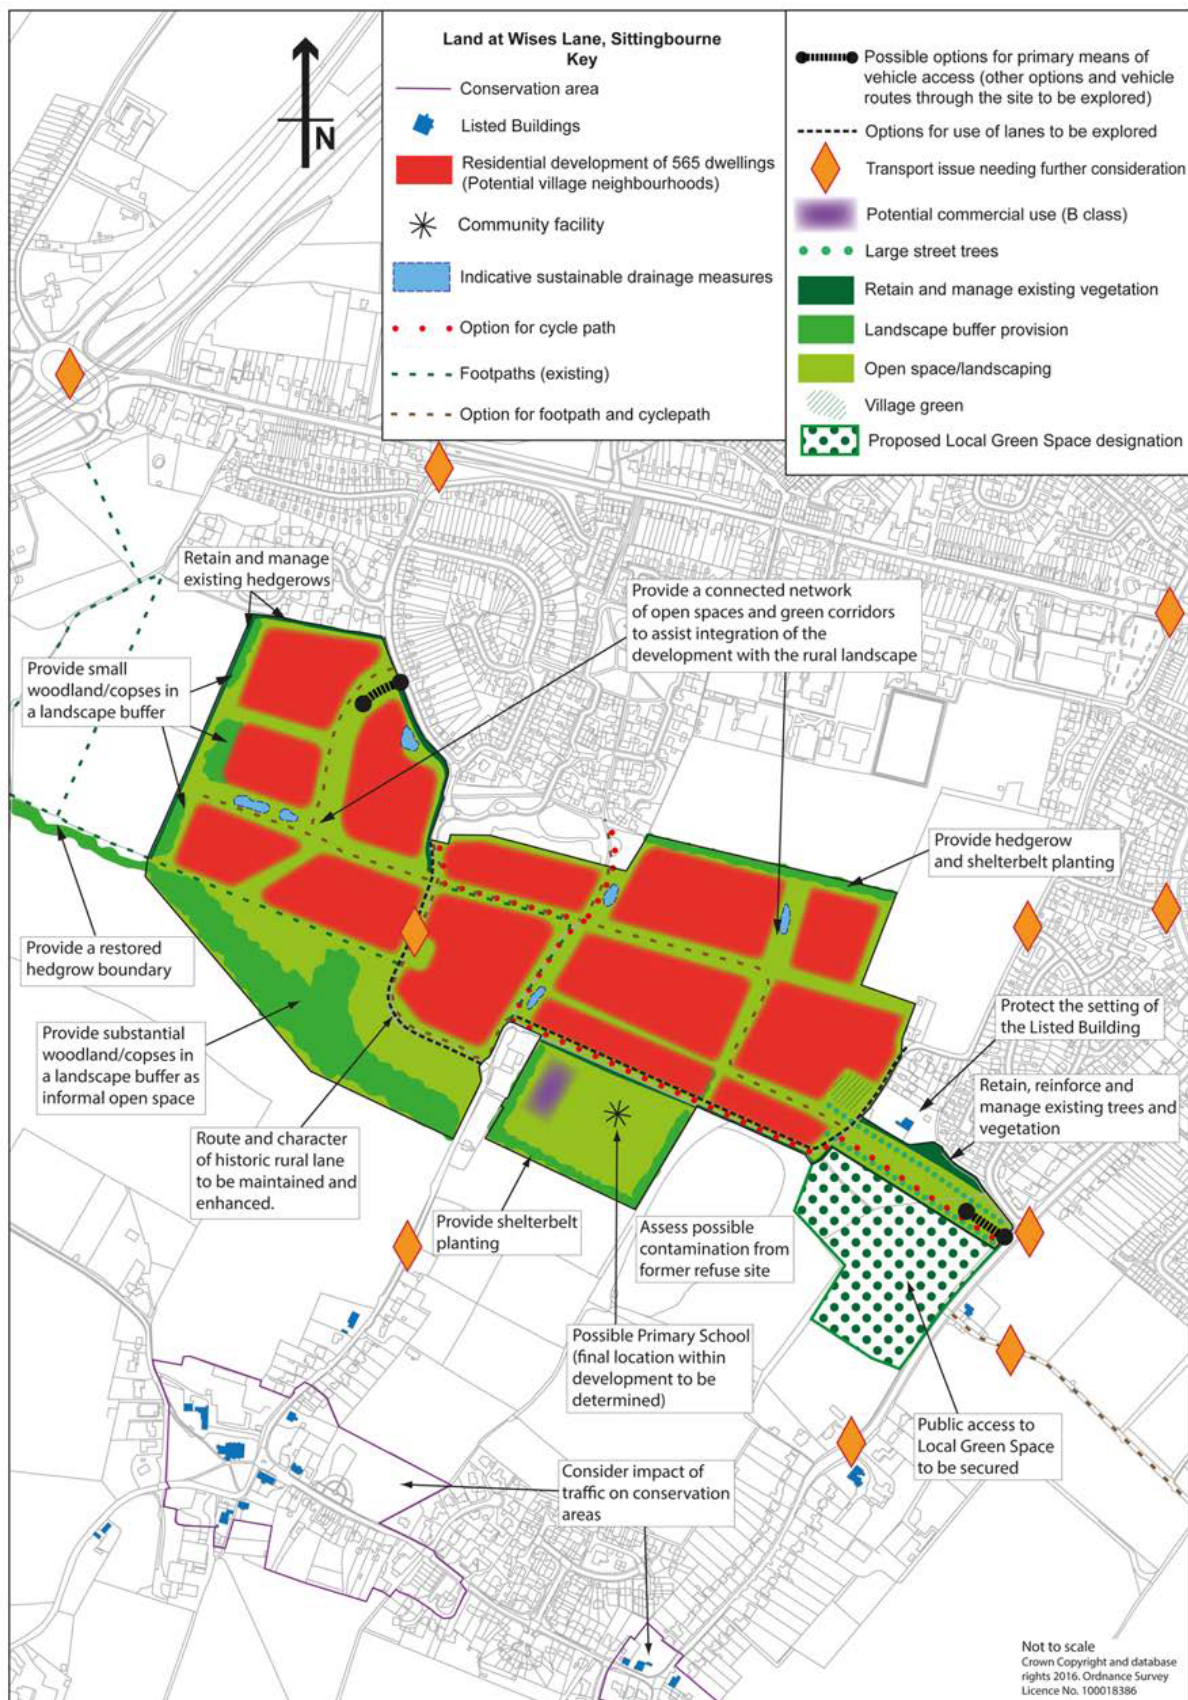 Land at Wises Lane, Sittingbourne
Key
Conservation area
Listed Buildings
Residential development of 565 dwellings
(Potential village neighbourhoods)
Community facility
Indicative sustainable drainage measures
Option for cycle path
Footpaths (existing)
Option for footpath and cyclepath
Possible options for primary means of
vehicle access (other options and vehicle
routes through the site to be explored)
Options for use of lanes to be explored
Transport issue needing further consideration
Potential commercial use (B class)
Large street trees
Retain and manage existing vegetation
Landscape buffer provision
Open space/landscaping
Village green
Proposed Local Green Space designation
N
Retain and manage
existing hedgerows
Provide a connected network
of open spaces and green corridors
to assist integration of the
development with the rural landscape
Provide small
woodland/copses in
a landscape buffer
Provide hedgerow
and shelterbelt planting
Provide a restored
hedgrow boundary
Protect the setting of
the Listed Building
Provide substantial
woodland/copses in
a landscape buffer as
informal open space
Retain, reinforce and
manage existing trees and
vegetation
Route and character
of historic rural lane
to be maintained and
enhanced.
Provide shelterbelt
planting
Assess possible
contamination from
former refuse site
Possible Primary School
(final location within
development to be
determined)
Public access to
Local Green Space
to be secured
Consider impact of
traffic on conservation
areas
Not to scale
Crown Copyright and database
rights 2016. Ordnance Survey
Licence No. 100018386